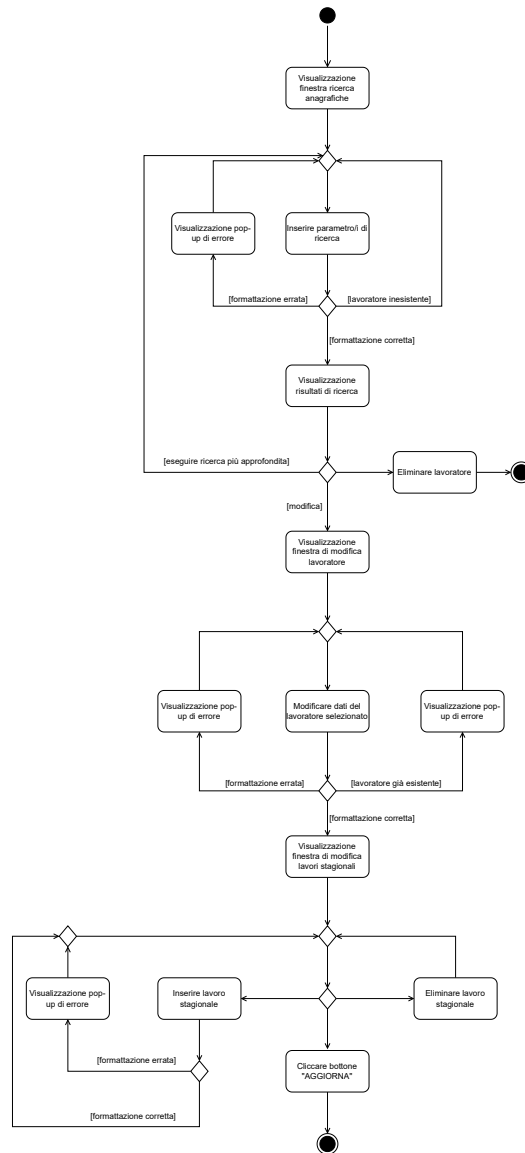 Visualizzazione
finestra ricerca
anagrafiche
Visualizzazione pop-
up di errore
Inserire parametro/i di
ricerca
[formattazione errata]
[lavoratore inesistente]
[formattazione corretta]
Visualizzazione
risultati di ricerca
[eseguire ricerca più approfondita]
Eliminare lavoratore
[modifica]
Visualizzazione
finestra di modifica
lavoratore
Visualizzazione pop-
up di errore
Modificare dati del
lavoratore selezionato
Visualizzazione pop-
up di errore
[formattazione errata]
[lavoratore già esistente]
[formattazione corretta]
Visualizzazione
finestra di modifica
lavori stagionali
Visualizzazione pop-
up di errore
Inserire lavoro
stagionale
Eliminare lavoro
stagionale
[formattazione errata]
Cliccare bottone
"AGGIORNA"
[formattazione corretta]